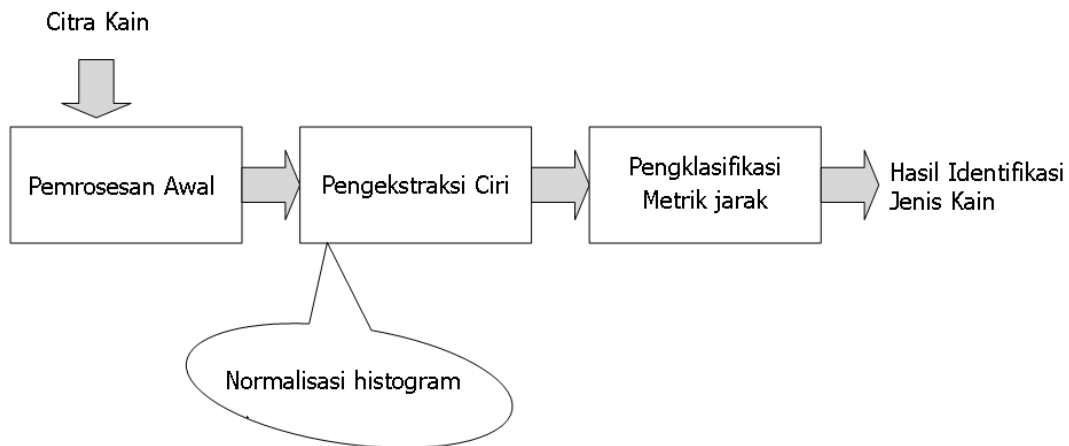 Citra Kain
Pemrosesan Awal
Pengekstraksi Ciri
Pengklasifikasi
Metrik jarak
Hasil Identifikasi
Jenis Kain
Normalisasi histogram
.